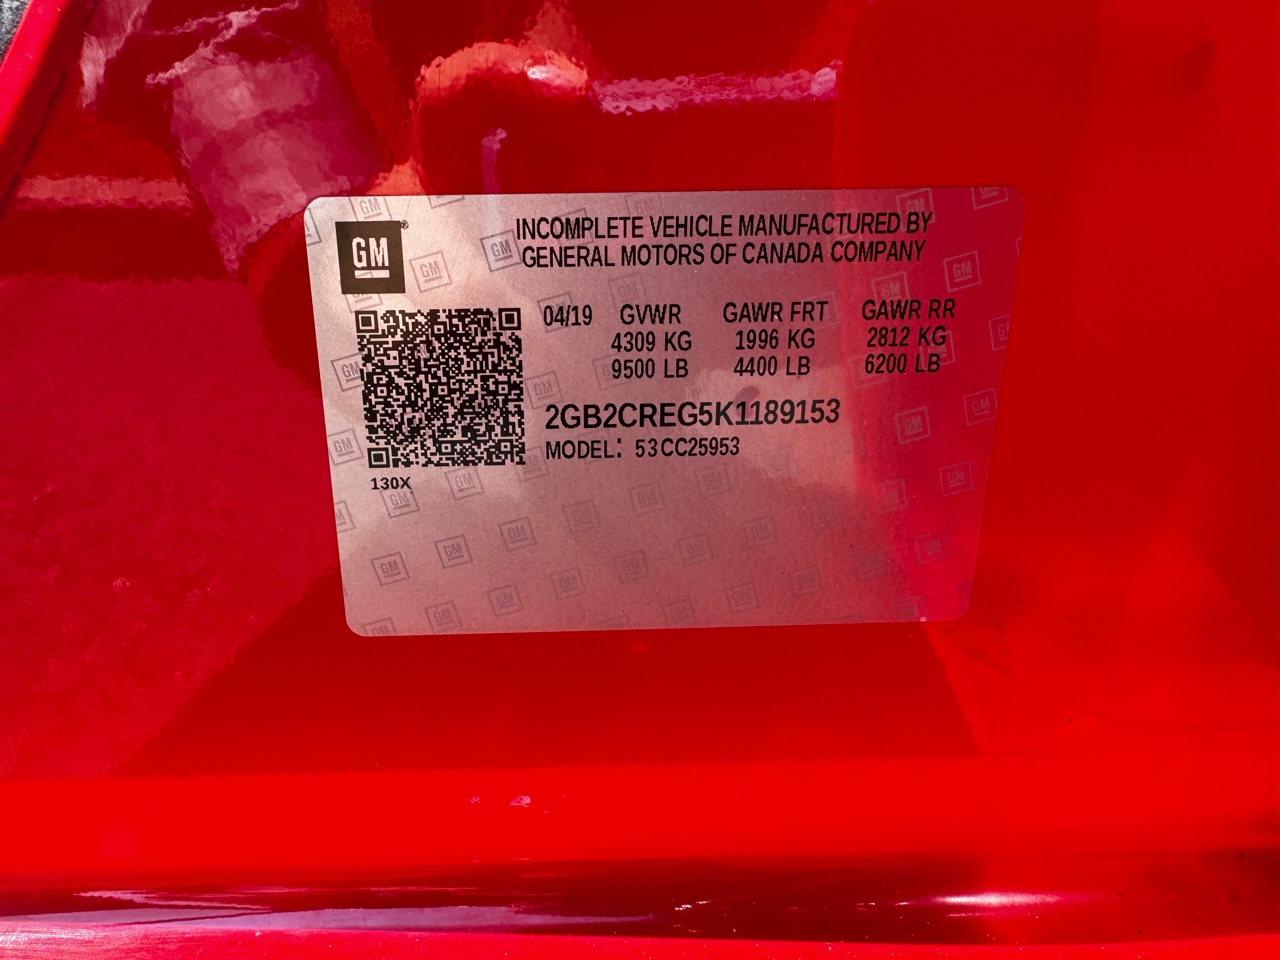 GM
INCOMPLETE VEHICLE MANUFACTURED BY
GENERAL MOTORS OF CANADA COMPANY
04/19 GVWR GAWR FRT GAWR RR
4309 KG 1996 KG 2812 KG
9500 LB 4400 LB 6200 LB
2GB2CREG5K1189153
MODEL: 53CC25953
130X